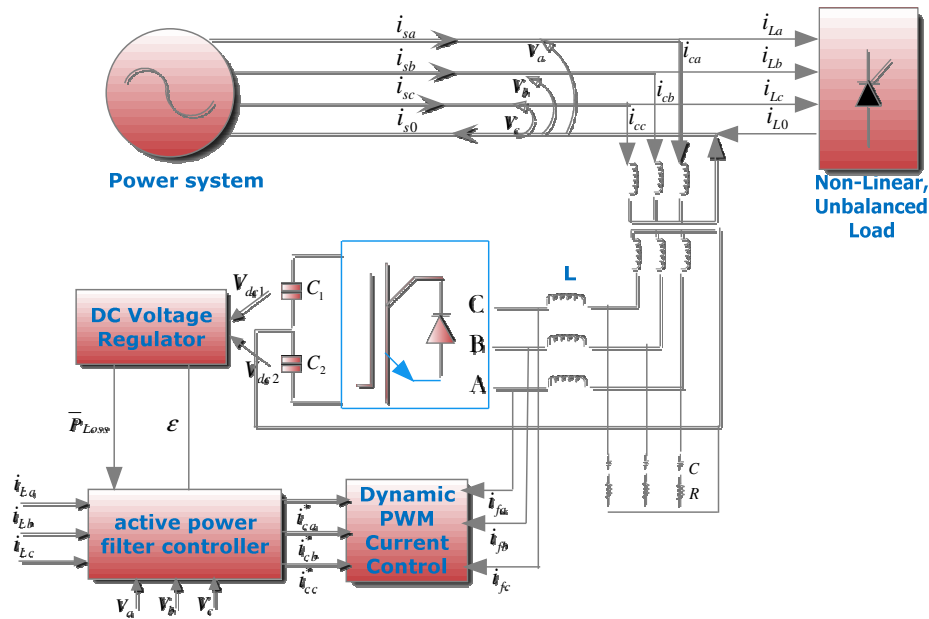 i_sa
i_sb
i_sc
i_s0
V_a
V_b
V_c
i_ca
i_cb
i_cc
i_La
i_Lb
i_Lc
i_L0
Power system
Non-Linear,
Unbalanced
Load
L
V_dc1
V_dc2
C_1
C_2
DC Voltage
Regulator
C
B
A
P̅_Loss
ε
C
R
i_La
i_Lb
i_Lc
active power
filter controller
i*_ca
i*_cb
i*_cc
Dynamic
PWM
Current
Control
i_fa
i_fb
i_fc
V_a
V_b
V_c